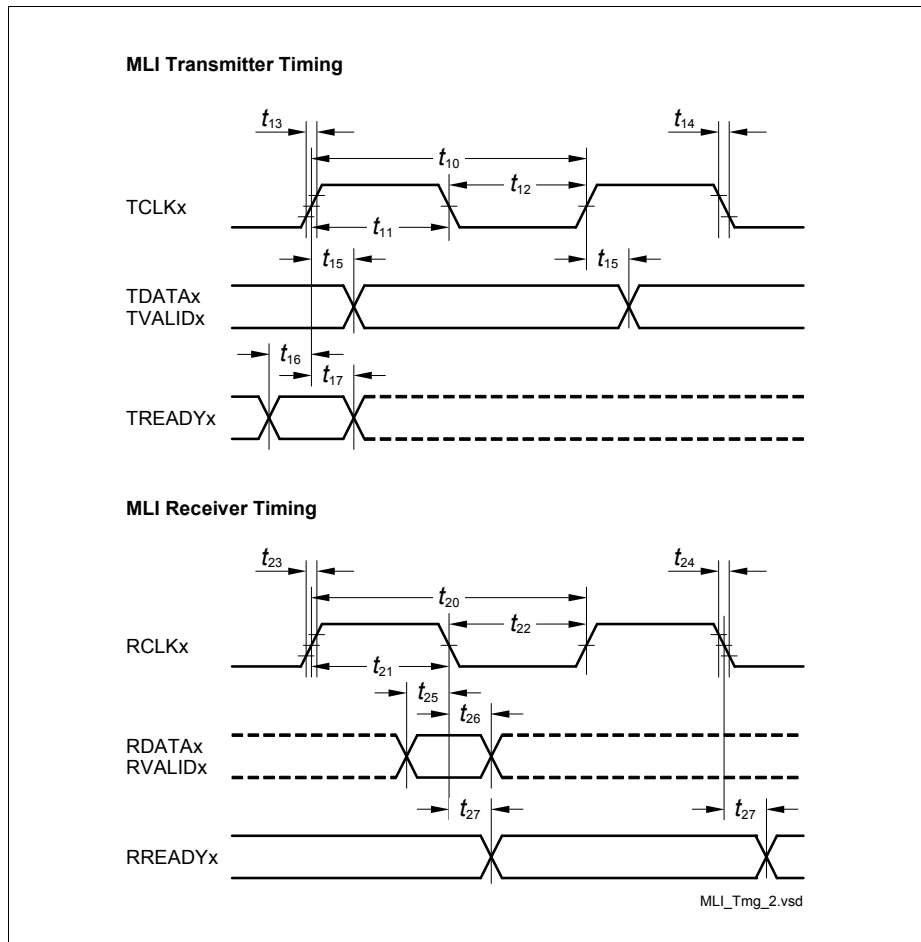 MLI Transmitter Timing
t13
t14
t10
t12
TCLKx
t11
t15
t15
TDATAx
TVALIDx
t16
t17
TREADYx
MLI Receiver Timing
t23
t24
t20
t22
RCLKx
t21
t25
t26
RDATAx
RVALIDx
t27
t27
RREADYx
MLI_Tmg_2.vsd